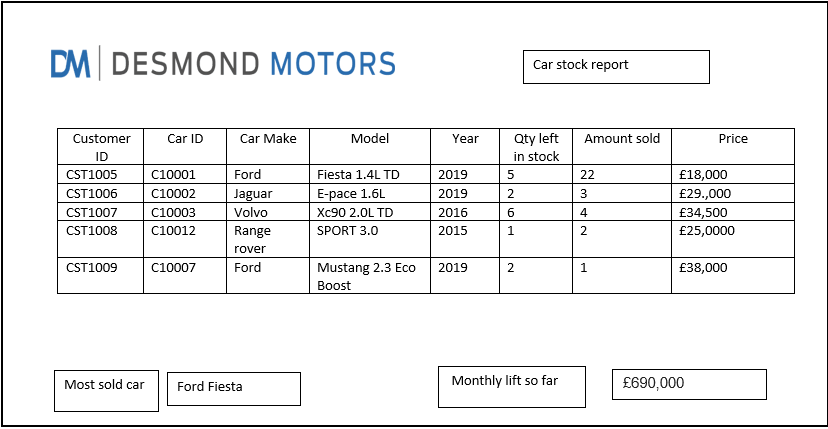 DM DESMOND MOTORS
Car stock report
Customer ID Car ID Car Make Model Year Qty left in stock Amount sold Price
CST1005 C10001 Ford Fiesta 1.4L TD 2019 5 22 £18,000
CST1006 C10002 Jaguar E-pace 1.6L 2019 2 3 £29.,000
CST1007 C10003 Volvo Xc90 2.0L TD 2016 6 4 £34,500
CST1008 C10012 Range rover SPORT 3.0 2015 1 2 £25,0000
CST1009 C10007 Ford Mustang 2.3 Eco Boost 2019 2 1 £38,000
Most sold car Ford Fiesta Monthly lift so far £690,000